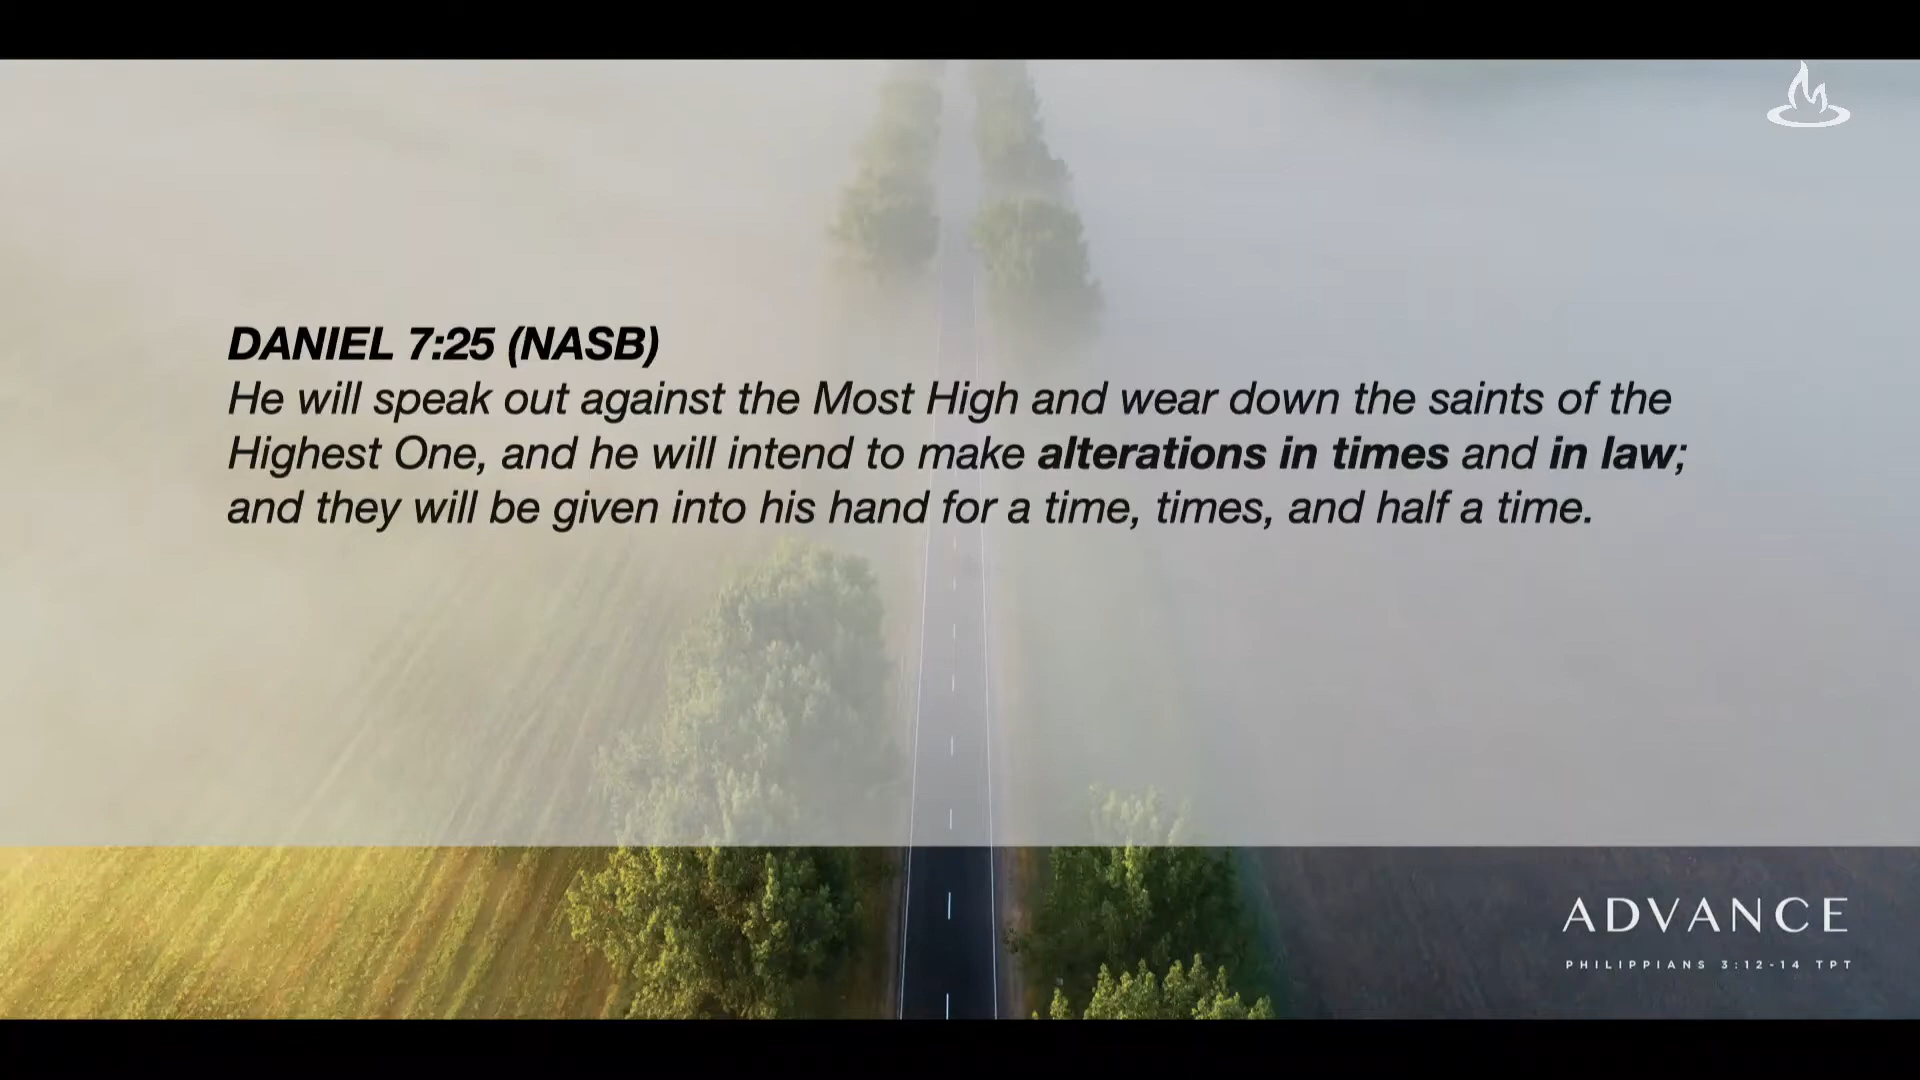 DANIEL 7:25 (NASB)
He will speak out against the Most High and wear down the saints of the
Highest One, and he will intend to make alterations in times and in law;
and they will be given into his hand for a time, times, and half a time.
ADVANCE
PHILIPPIANS 3:12-14 TPT